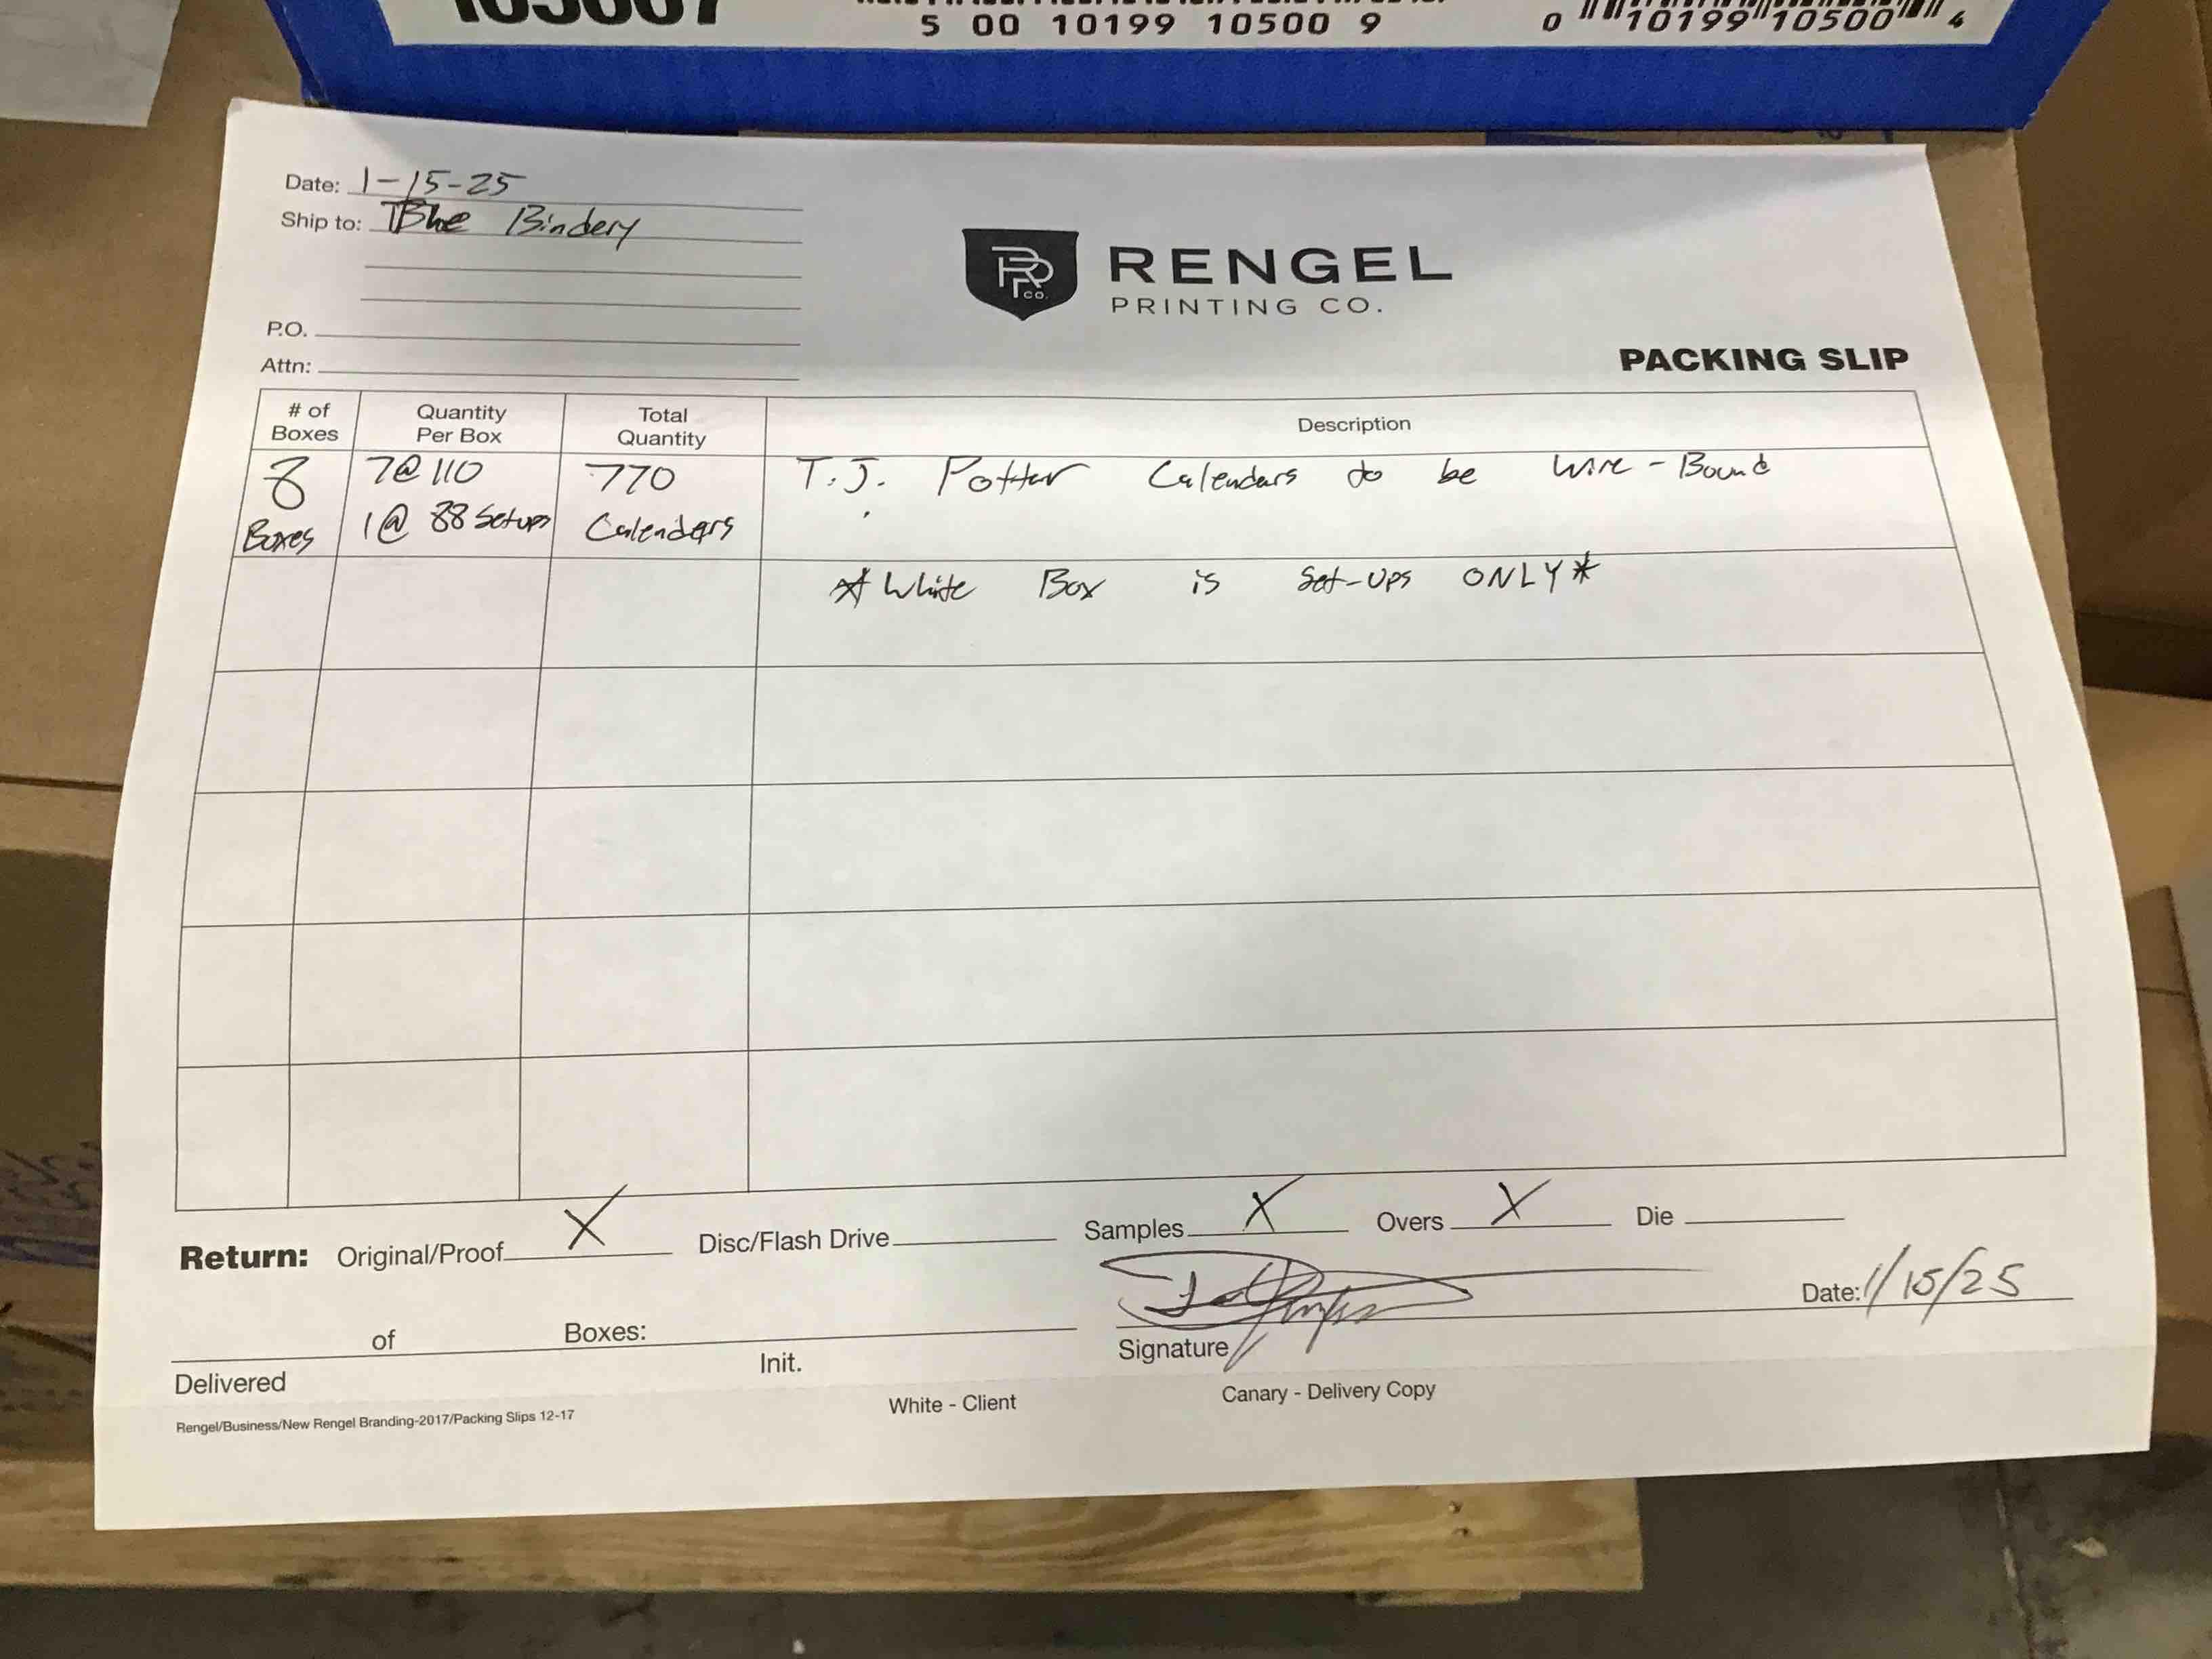 5 00 10199 10500 9
0 10199 10500 4
Date: 1-15-25
Ship to: The Bindery
RENGEL
PRINTING CO.
P.O.
Attn:
PACKING SLIP
# of Boxes Quantity Per Box Total Quantity Description
8 7@110 770 T.J. Potter Calendars to be Wire-Bound
Boxes 1@ 88 Setups Calenders
* White Box is Set-Ups ONLY *
Return: Original/Proof X Disc/Flash Drive Samples X Overs X Die
Date: 1/15/25
of Boxes:
Signature
Delivered Init.
White - Client Canary - Delivery Copy
Rengel/Business/New Rengel Branding-2017/Packing Slips 12-17